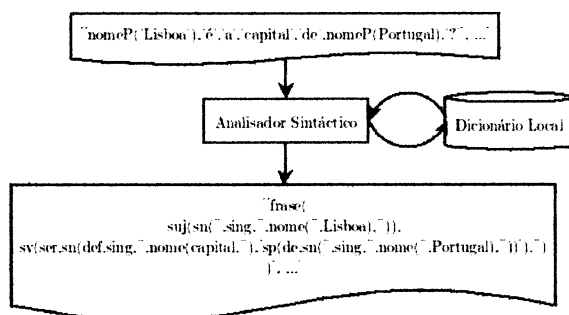 ¨nomeP('Lisboa'),'é','a','capital','de',nomeP(Portugal),'?', ...¨
Analisador Sintáctico
Dicionário Local
¨frase(
suj(sn(¨,sing,¨,nome(¨,Lisboa),¨)),
sv(ser,sn(def,sing,¨,nome(capital,¨),'sp(de,sn(¨,sing,¨,nome(¨,Portugal),¨))'),¨)
)', ...¨